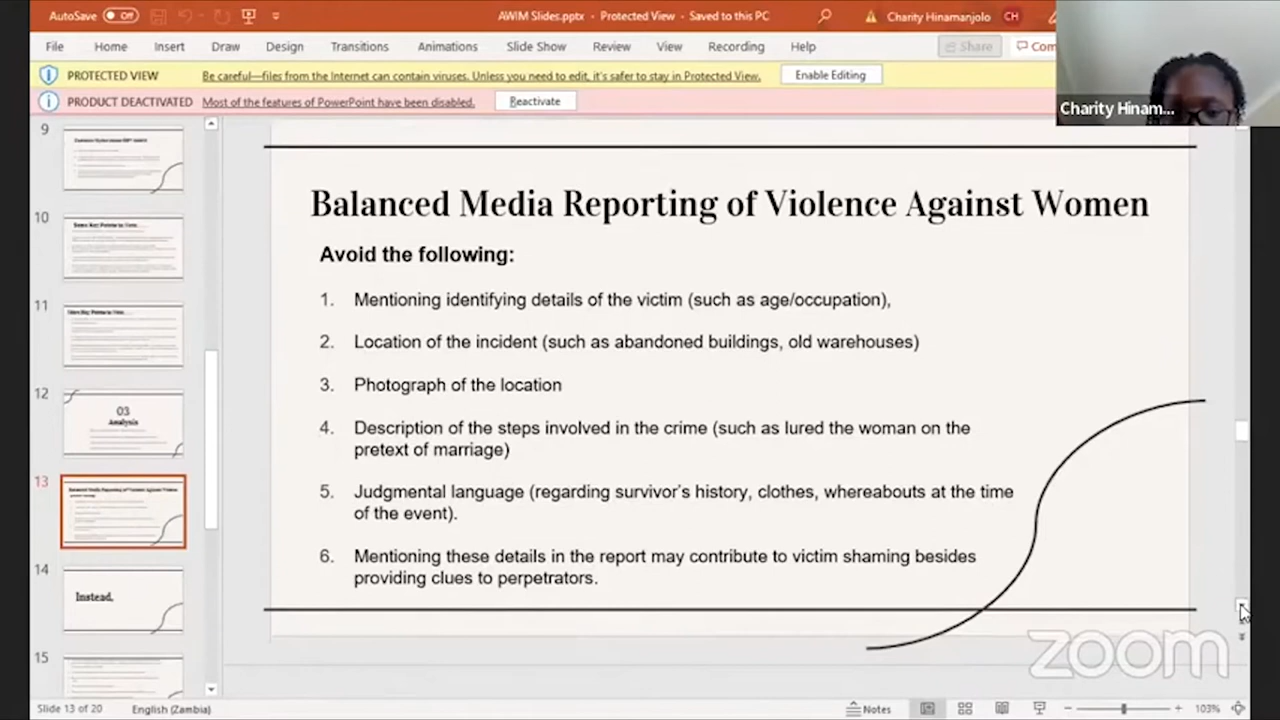 AutoSave Off AWIM Slides.pptx • Protected View • Saved to this PC Charity Hinamanjolo CH
File Home Insert Draw Design Transitions Animations Slide Show Review View Recording Help Share Com
PROTECTED VIEW Be careful—files from the Internet can contain viruses. Unless you need to edit, it's safer to stay in Protected View. Enable Editing
PRODUCT DEACTIVATED Most of the features of PowerPoint have been disabled. Reactivate
Charity Hinam...
9
10
11
12
03
Analysis
13
14
Instead,
15
Balanced Media Reporting of Violence Against Women
Avoid the following:
1. Mentioning identifying details of the victim (such as age/occupation),
2. Location of the incident (such as abandoned buildings, old warehouses)
3. Photograph of the location
4. Description of the steps involved in the crime (such as lured the woman on the
pretext of marriage)
5. Judgmental language (regarding survivor's history, clothes, whereabouts at the time
of the event).
6. Mentioning these details in the report may contribute to victim shaming besides
providing clues to perpetrators.
zoom
Slide 13 of 20 English (Zambia) Notes 103%